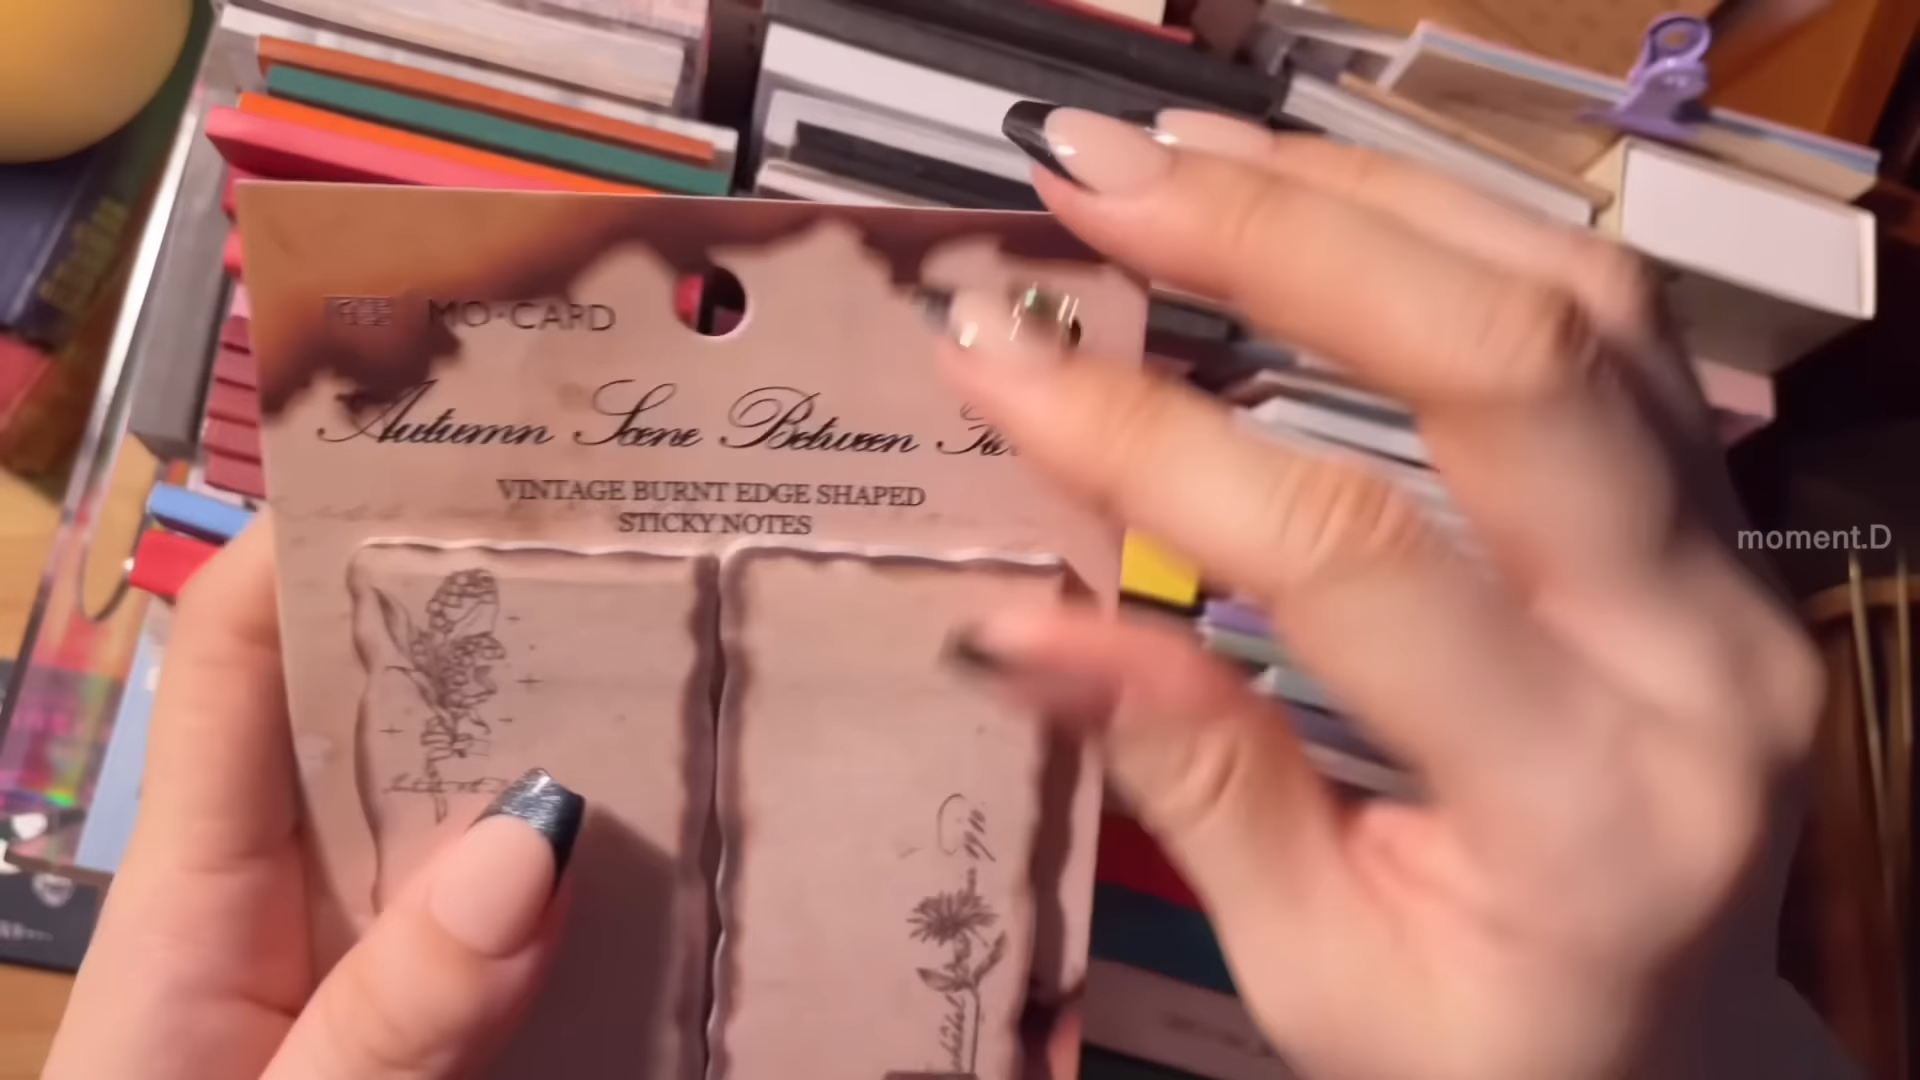 MO·CARD
Autumn Scene Between
VINTAGE BURNT EDGE SHAPED
STICKY NOTES
moment.D